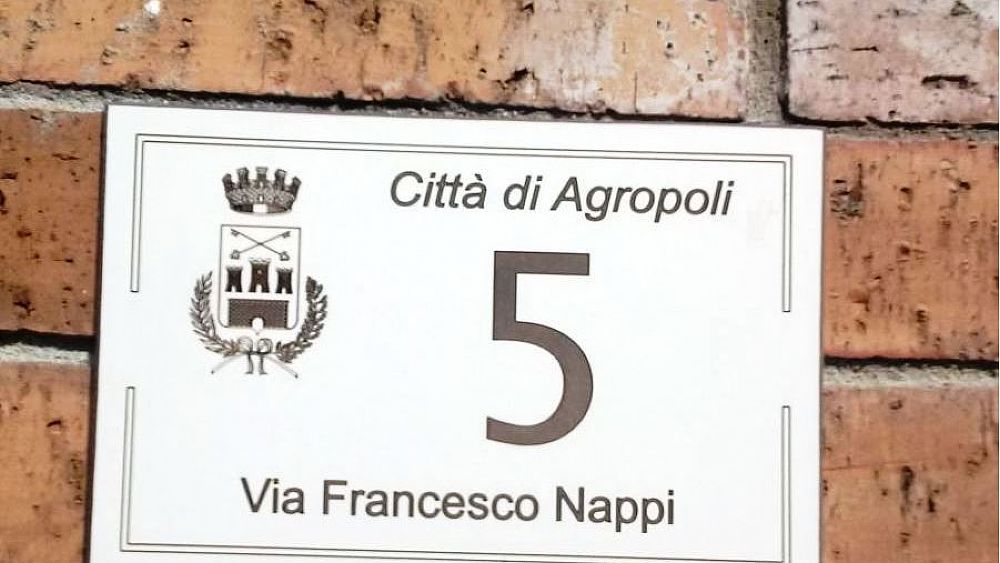 Città di Agropoli
5
Via Francesco Nappi